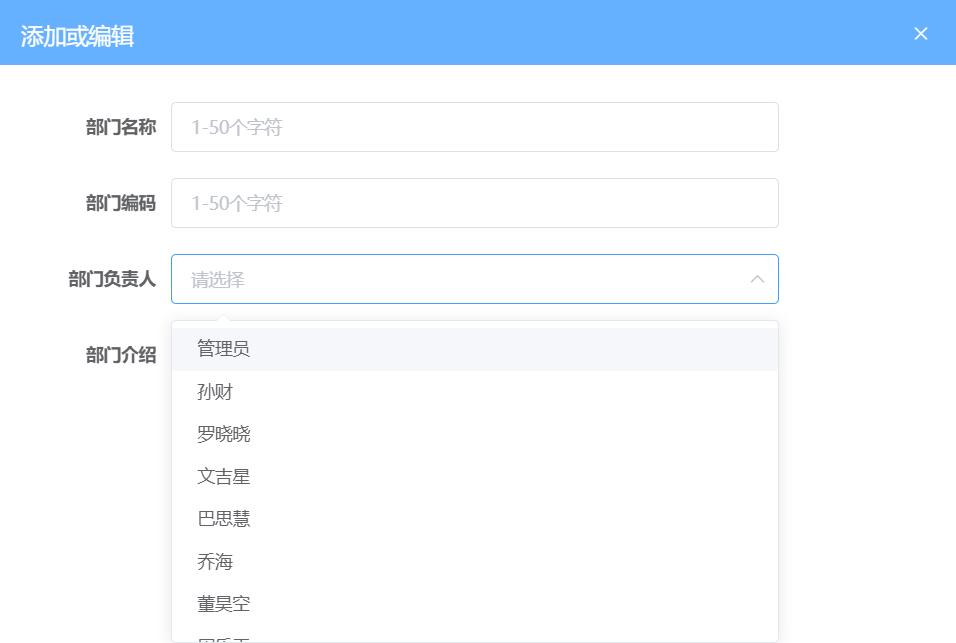 添加或编辑
部门名称
1-50个字符
部门编码
1-50个字符
部门负责人
请选择
部门介绍
管理员
孙财
罗晓晓
文吉星
巴思慧
乔海
董昊空